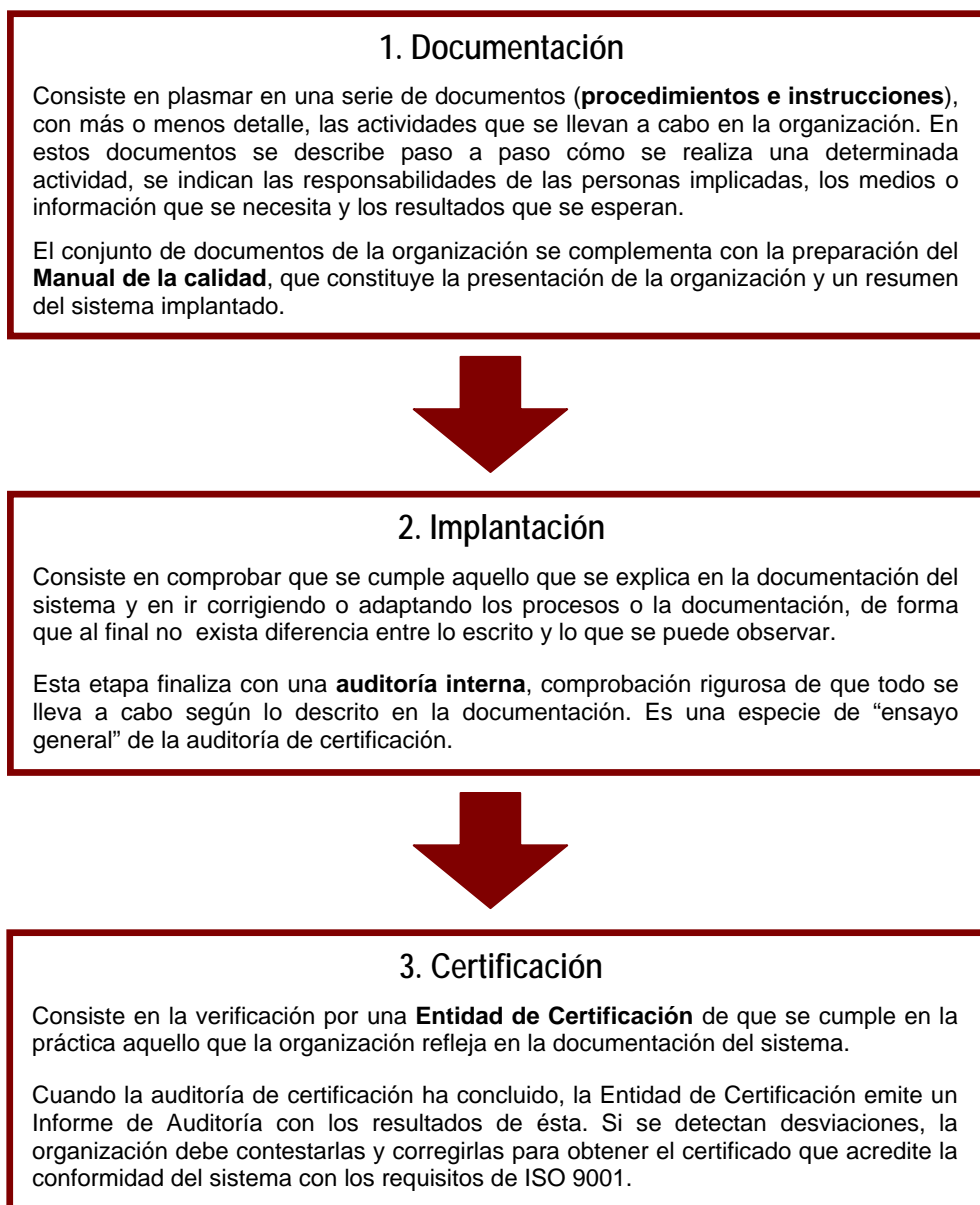 1. Documentación
Consiste en plasmar en una serie de documentos (procedimientos e instrucciones),
con más o menos detalle, las actividades que se llevan a cabo en la organización. En
estos documentos se describe paso a paso cómo se realiza una determinada
actividad, se indican las responsabilidades de las personas implicadas, los medios o
información que se necesita y los resultados que se esperan.
El conjunto de documentos de la organización se complementa con la preparación del
Manual de la calidad, que constituye la presentación de la organización y un resumen
del sistema implantado.
2. Implantación
Consiste en comprobar que se cumple aquello que se explica en la documentación del
sistema y en ir corrigiendo o adaptando los procesos o la documentación, de forma
que al final no exista diferencia entre lo escrito y lo que se puede observar.
Esta etapa finaliza con una auditoría interna, comprobación rigurosa de que todo se
lleva a cabo según lo descrito en la documentación. Es una especie de “ensayo
general” de la auditoría de certificación.
3. Certificación
Consiste en la verificación por una Entidad de Certificación de que se cumple en la
práctica aquello que la organización refleja en la documentación del sistema.
Cuando la auditoría de certificación ha concluido, la Entidad de Certificación emite un
Informe de Auditoría con los resultados de ésta. Si se detectan desviaciones, la
organización debe contestarlas y corregirlas para obtener el certificado que acredite la
conformidad del sistema con los requisitos de ISO 9001.